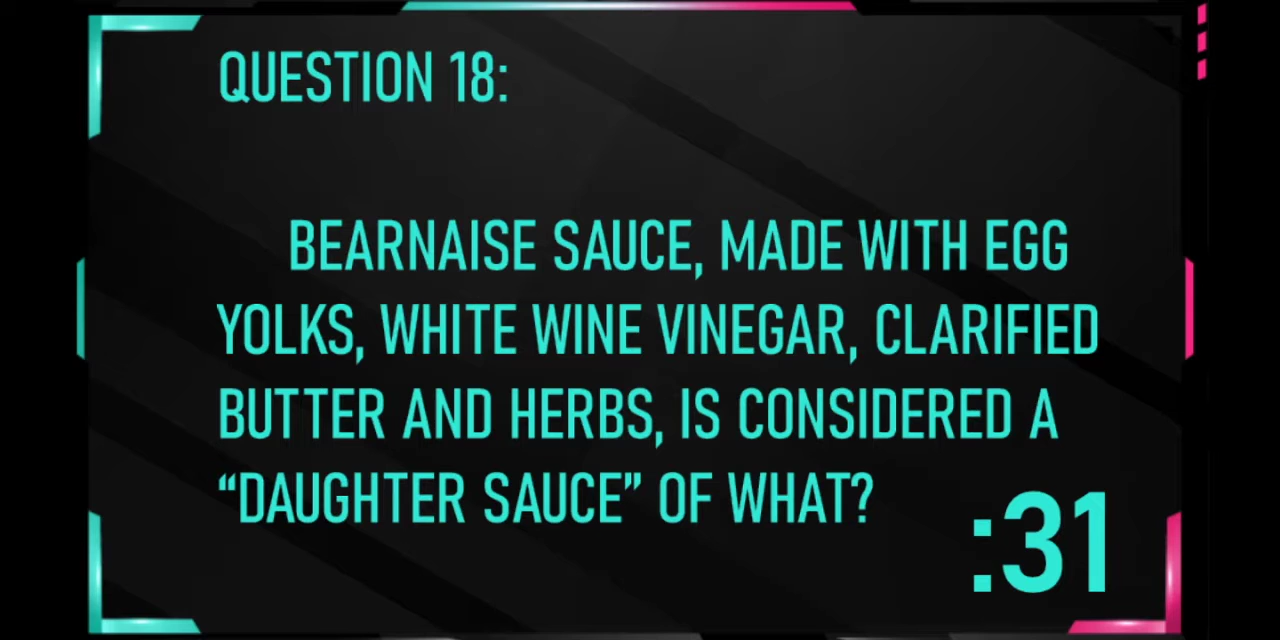 QUESTION 18:
BEARNAISE SAUCE, MADE WITH EGG
YOLKS, WHITE WINE VINEGAR, CLARIFIED
BUTTER AND HERBS, IS CONSIDERED A
“DAUGHTER SAUCE” OF WHAT?
:31